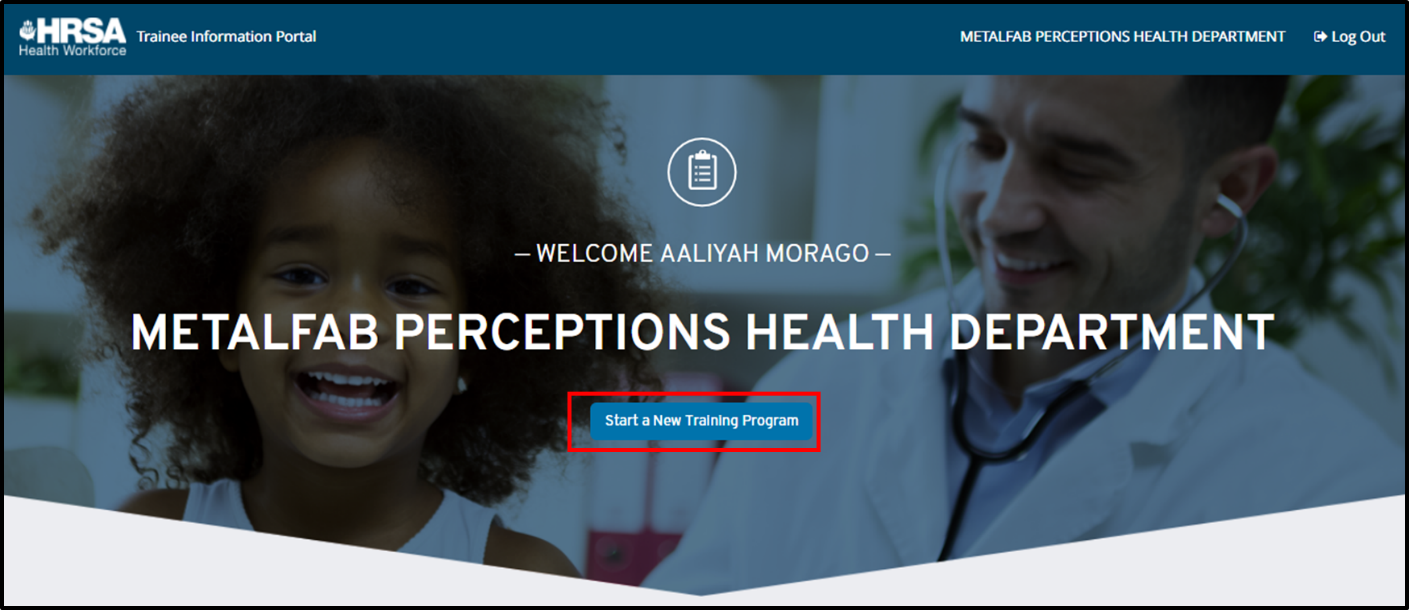 HRSA
Health Workforce
Trainee Information Portal
METALFAB PERCEPTIONS HEALTH DEPARTMENT
Log Out
— WELCOME AALIYAH MORAGO —
METALFAB PERCEPTIONS HEALTH DEPARTMENT
Start a New Training Program